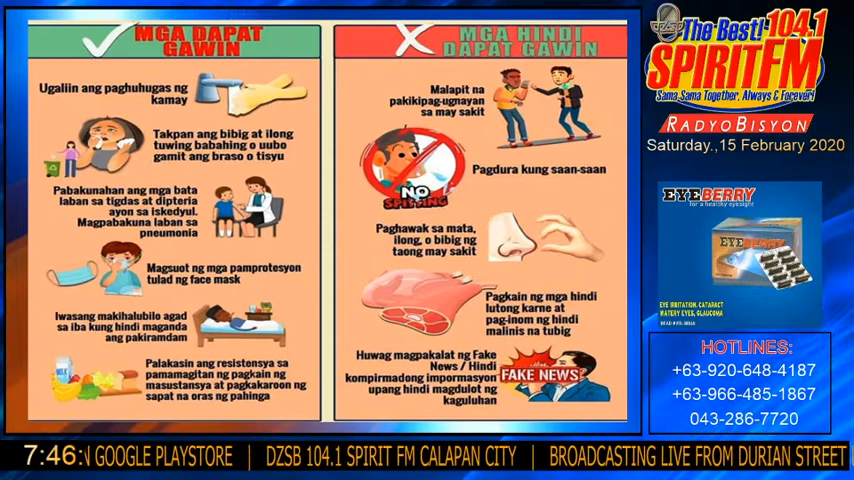 MGA DAPAT
GAWIN
Ugaliin ang paghuhugas ng
kamay
Takpan ang bibig at ilong
tuwing babahing o uubo
gamit ang braso o tisyu
Pabakunahan ang mga bata
laban sa tigdas at dipteria
ayon sa iskedyul.
Magpabakuna laban sa
pneumonia
Magsuot ng mga pamprotesyon
tulad ng face mask
Iwasang makihalubilo agad
sa iba kung hindi maganda
ang pakiramdam
MILK
Palakasin ang resistensya sa
pamamagitan ng pagkain ng
masustansya at pagkakaroon ng
sapat na oras ng pahinga
MGA HINDI
DAPAT GAWIN
Malapit na
pakikipag-ugnayan
sa may sakit
NO
SPITTING
Pagdura kung saan-saan
Paghawak sa mata,
ilong, o bibig ng
taong may sakit
Pagkain ng mga hindi
lutong karne at
pag-inom ng hindi
malinis na tubig
Huwag magpakalat ng Fake
News / Hindi
kompirmadong impormasyon
upang hindi magdulot ng
kaguluhan
FAKE NEWS
The Best! 104.1
SPIRIT FM
Sama, Sama Together, Always & Forever!
RADYO BISYON
Saturday.,15 February 2020
EYEBERRY
for a healthy eyesight
EYEBERRY
EYE IRRITATION, CATARACT
WATERY EYES, GLAUCOMA
HOTLINES:
+63-920-648-4187
+63-966-485-1867
043-286-7720
7:46: N GOOGLE PLAYSTORE | DZSB 104.1 SPIRIT FM CALAPAN CITY | BROADCASTING LIVE FROM DURIAN STREET